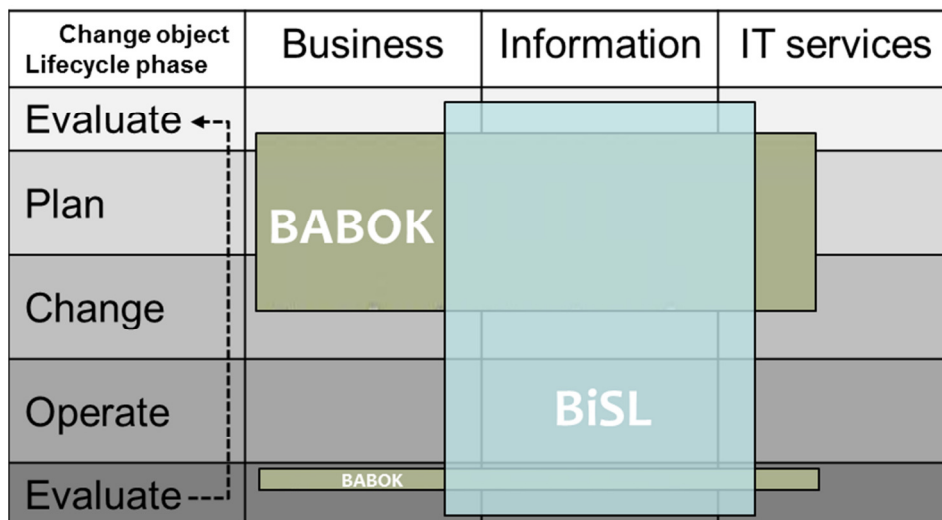 Change object
Lifecycle phase
Business
Information
IT services
Evaluate
Plan
BABOK
Change
Operate
BiSL
Evaluate
BABOK